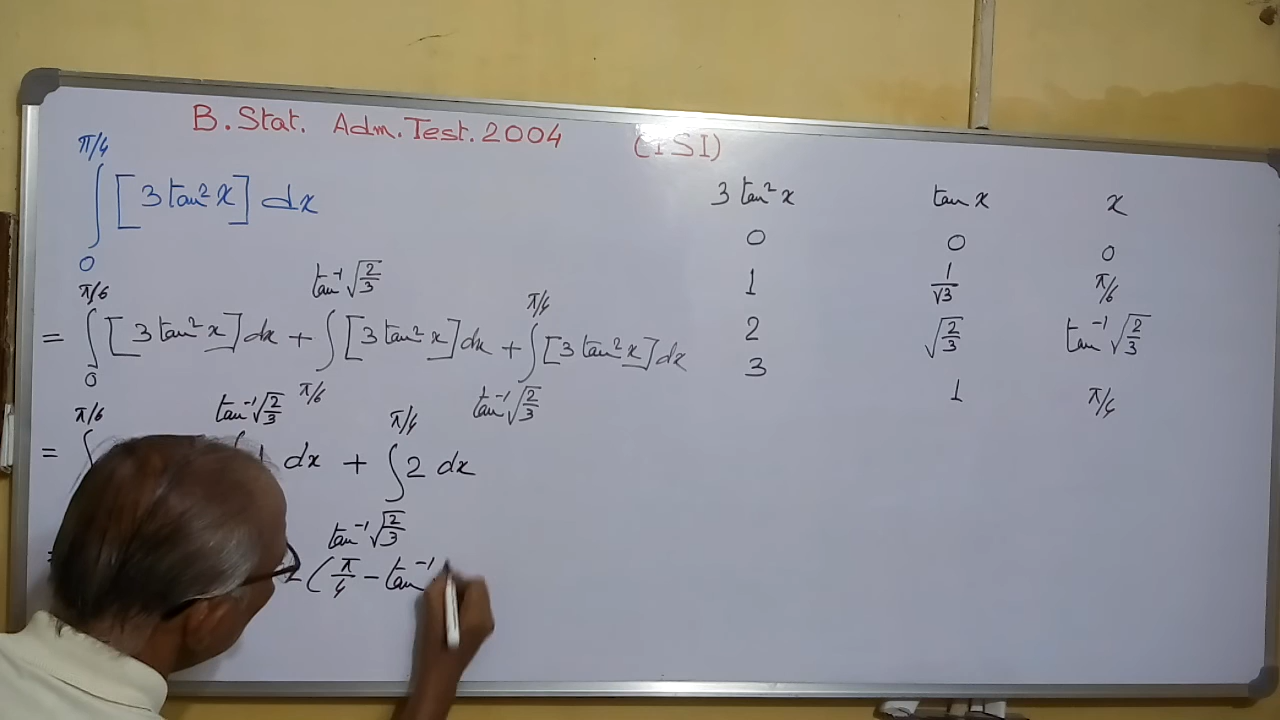 B. Stat. Adm. Test. 2004 (ISI)
π/4
∫ [3 tan² x] dx
0
π/6 tan⁻¹√(2/3) π/4
= ∫ [3 tan² x] dx + ∫ [3 tan² x] dx + ∫ [3 tan² x] dx
0 π/6 tan⁻¹√(2/3)
π/6 tan⁻¹√(2/3) π/4
= ∫ dx + ∫ 2 dx
tan⁻¹√(2/3)
(π/4 − tan⁻¹
3 tan² x tan x x
0 0 0
1 1/√3 π/6
2 √(2/3) tan⁻¹√(2/3)
3 1 π/4